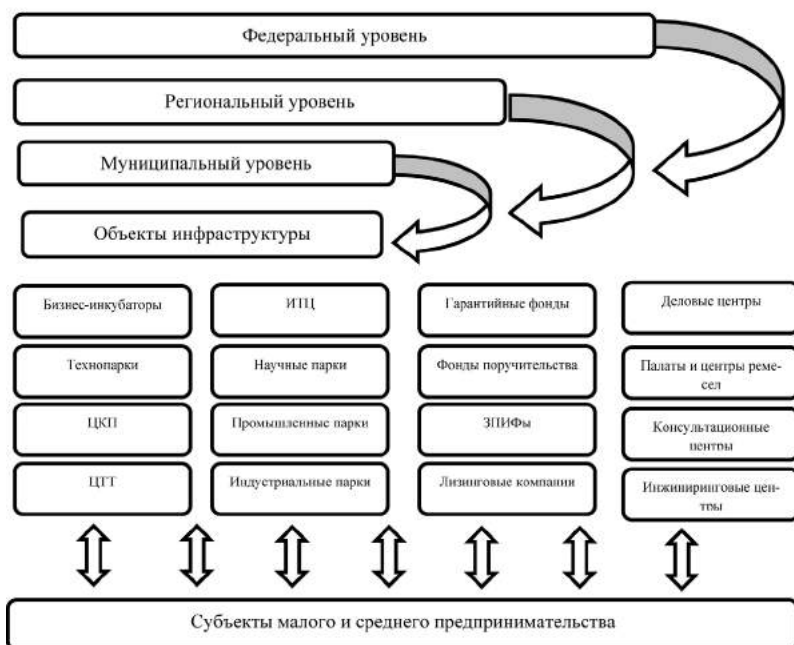 Федеральный уровень
Региональный уровень
Муниципальный уровень
Объекты инфраструктуры
Бизнес-инкубаторы
ИТЦ
Гарантийные фонды
Деловые центры
Технопарки
Научные парки
Фонды поручительства
Палаты и центры реме-
сел
ЦКП
Промышленные парки
ЗПИФы
Консультационные
центры
ЦТТ
Индустриальные парки
Лизинговые компании
Инжиниринговые цен-
тры
Субъекты малого и среднего предпринимательства